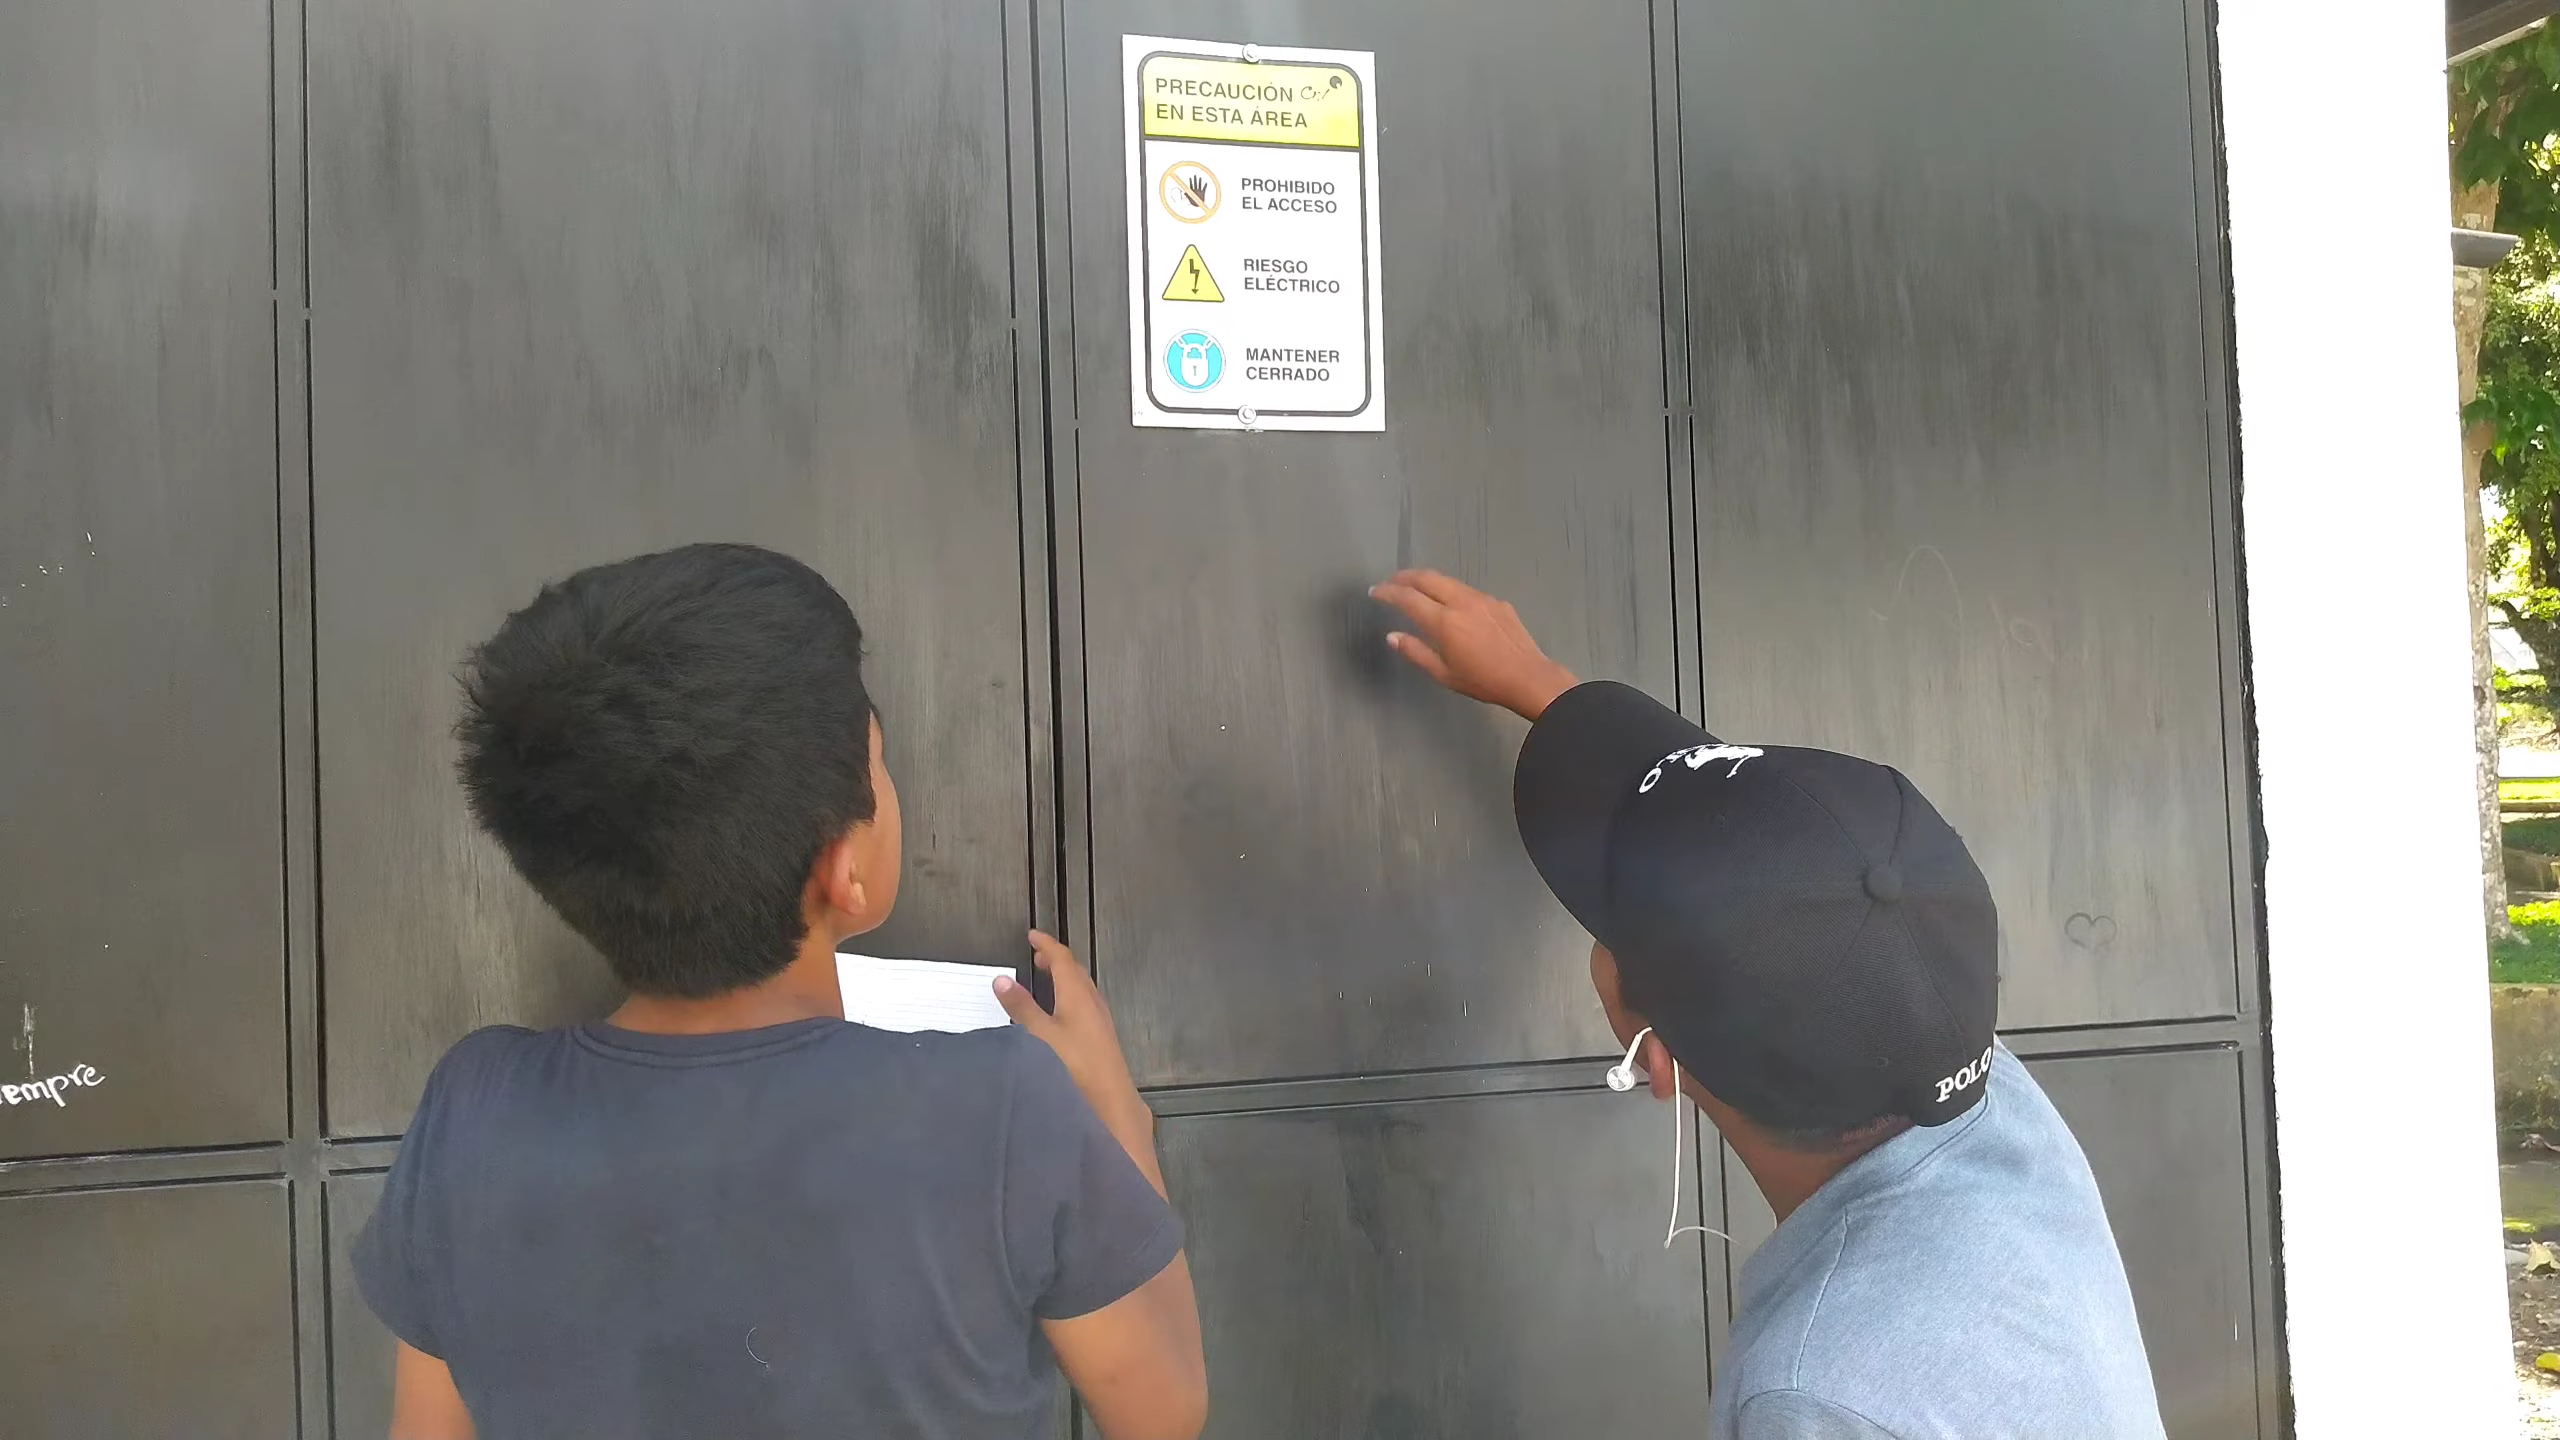 PRECAUCIÓN
EN ESTA ÁREA
PROHIBIDO
EL ACCESO
RIESGO
ELÉCTRICO
MANTENER
CERRADO
empre
POLO